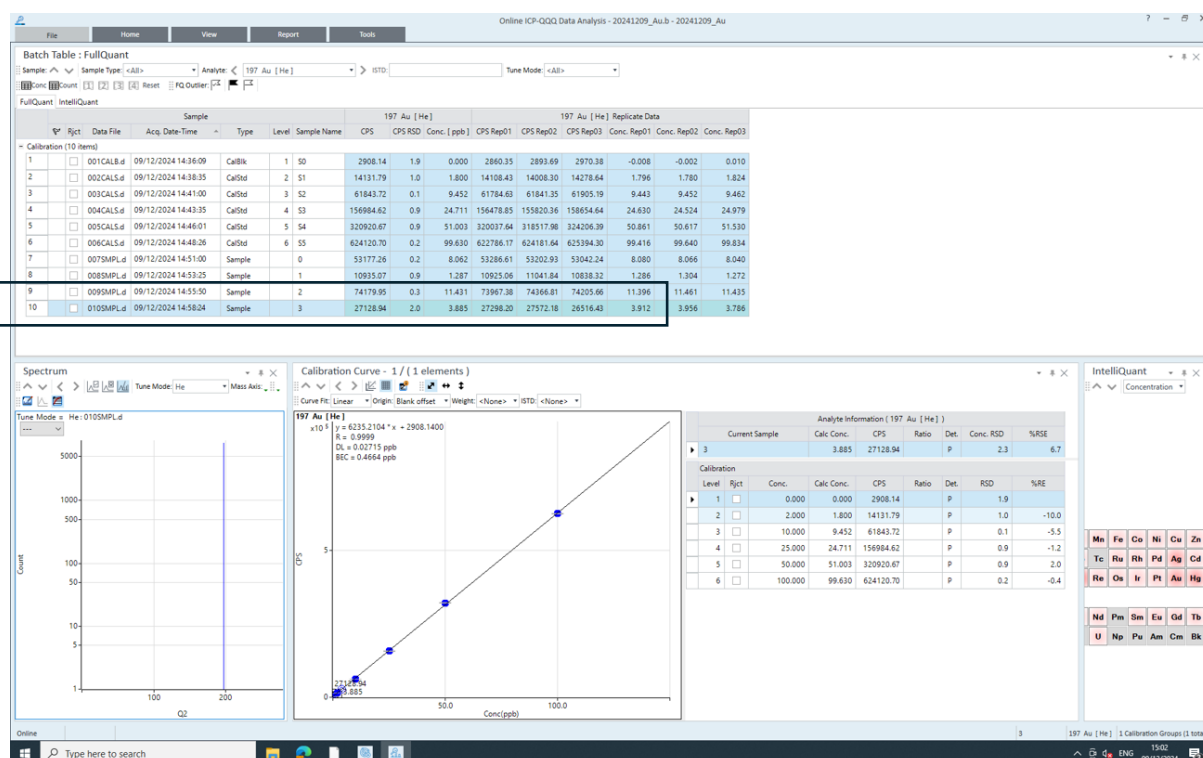 Online ICP-QQQ Data Analysis - 20241209_Au.b - 20241209_Au
File Home View Report Tools
Batch Table : FullQuant
Sample: Sample Type: <All> Analyte: 197 Au [ He ] ISTD: Tune Mode: <All>
Conc Count [1] [2] [3] [4] Reset FQ Outlier:
FullQuant IntelliQuant
Sample 197 Au [ He ] 197 Au [ He ] Replicate Data
Rjct Data File Acq. Date-Time Type Level Sample Name CPS CPS RSD Conc. [ ppb ] CPS Rep01 CPS Rep02 CPS Rep03 Conc. Rep01 Conc. Rep02 Conc. Rep03
Calibration (10 items)
1 001CALB.d 09/12/2024 14:36:09 CalBlk 1 S0 2908.14 1.9 0.000 2860.35 2893.69 2970.38 -0.008 -0.002 0.010
2 002CALS.d 09/12/2024 14:38:35 CalStd 2 S1 14131.79 1.0 1.800 14108.43 14008.30 14278.64 1.796 1.780 1.824
3 003CALS.d 09/12/2024 14:41:00 CalStd 3 S2 61843.72 0.1 9.452 61784.63 61841.35 61905.19 9.443 9.452 9.462
4 004CALS.d 09/12/2024 14:43:35 CalStd 4 S3 156984.62 0.9 24.711 156478.85 155820.36 158654.64 24.630 24.524 24.979
5 005CALS.d 09/12/2024 14:46:01 CalStd 5 S4 320920.67 0.9 51.003 320037.64 318517.98 324206.39 50.861 50.617 51.530
6 006CALS.d 09/12/2024 14:48:26 CalStd 6 S5 624120.70 0.2 99.630 622786.17 624181.64 625394.30 99.416 99.640 99.834
7 007SMPL.d 09/12/2024 14:51:00 Sample 0 53177.26 0.2 8.062 53286.61 53202.93 53042.24 8.080 8.066 8.040
8 008SMPL.d 09/12/2024 14:53:25 Sample 1 10935.07 0.9 1.287 10925.06 11041.84 10838.32 1.286 1.304 1.272
9 009SMPL.d 09/12/2024 14:55:50 Sample 2 74179.95 0.3 11.431 73967.38 74366.81 74205.66 11.396 11.461 11.435
10 010SMPL.d 09/12/2024 14:58:24 Sample 3 27128.94 2.0 3.885 27298.20 27572.18 26516.43 3.912 3.956 3.786
Spectrum
Tune Mode: He Mass Axis:
Tune Mode = He : 010SMPL.d
---
5000
1000
500
100
50
10
5
1
Count
100 200
Q2
Calibration Curve - 1 / ( 1 elements )
Curve Fit: Linear Origin: Blank offset Weight: <None> ISTD: <None>
197 Au [ He ]
x10 5
y = 6235.2104 * x + 2908.1400
R = 0.9999
DL = 0.02715 ppb
BEC = 0.4664 ppb
CPS
5
0
27128.94
3.885
50.0 100.0
Conc(ppb)
Analyte Information ( 197 Au [ He ] )
Current Sample Calc Conc. CPS Ratio Det. Conc. RSD %RSE
3 3.885 27128.94 P 2.3 6.7
Calibration
Level Rjct Conc. Calc Conc. CPS Ratio Det. RSD %RE
1 0.000 0.000 2908.14 P 1.9
2 2.000 1.800 14131.79 P 1.0 -10.0
3 10.000 9.452 61843.72 P 0.1 -5.5
4 25.000 24.711 156984.62 P 0.9 -1.2
5 50.000 51.003 320920.67 P 0.9 2.0
6 100.000 99.630 624120.70 P 0.2 -0.4
IntelliQuant
Concentration
Mn Fe Co Ni Cu Zn
Tc Ru Rh Pd Ag Cd
Re Os Ir Pt Au Hg
Nd Pm Sm Eu Gd Tb
U Np Pu Am Cm Bk
Online 3 197 Au [ He ] 1 Calibration Groups (1 tota
Type here to search
ENG 15:02
09/12/2024